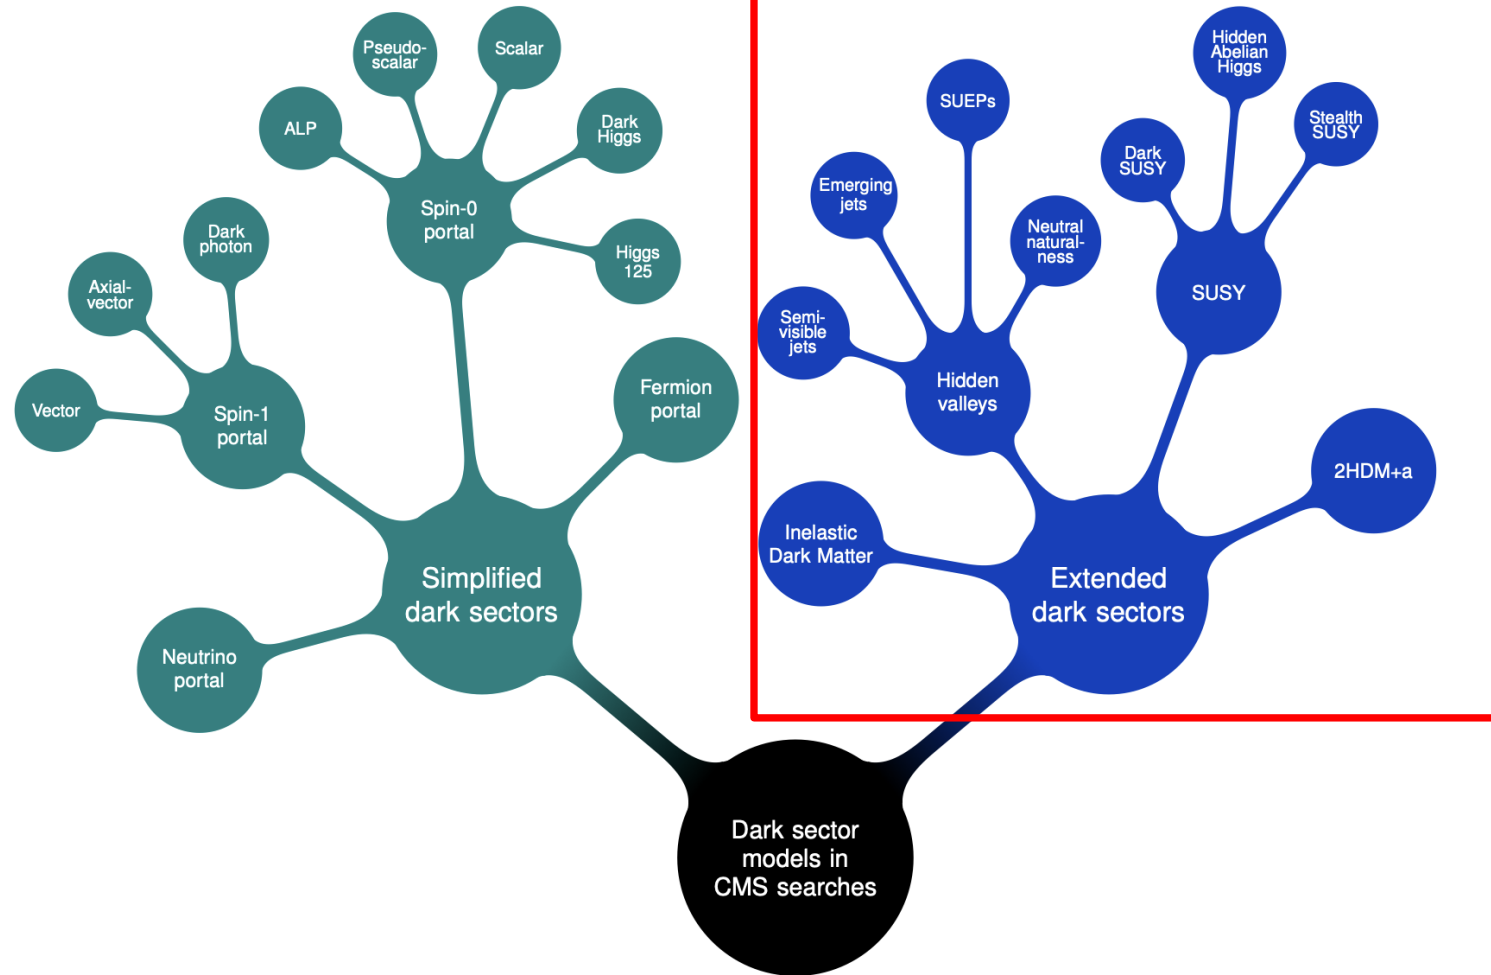 Pseudo-
scalar
Scalar
ALP
Dark
Higgs
Spin-0
portal
Higgs
125
Dark
photon
Axial-
vector
Vector
Spin-1
portal
Fermion
portal
Simplified
dark sectors
Neutrino
portal
Hidden
Abelian
Higgs
SUEPs
Stealth
SUSY
Dark
SUSY
Emerging
jets
Neutral
natural-
ness
SUSY
Semi-
visible
jets
Hidden
valleys
2HDM+a
Inelastic
Dark Matter
Extended
dark sectors
Dark sector
models in
CMS searches